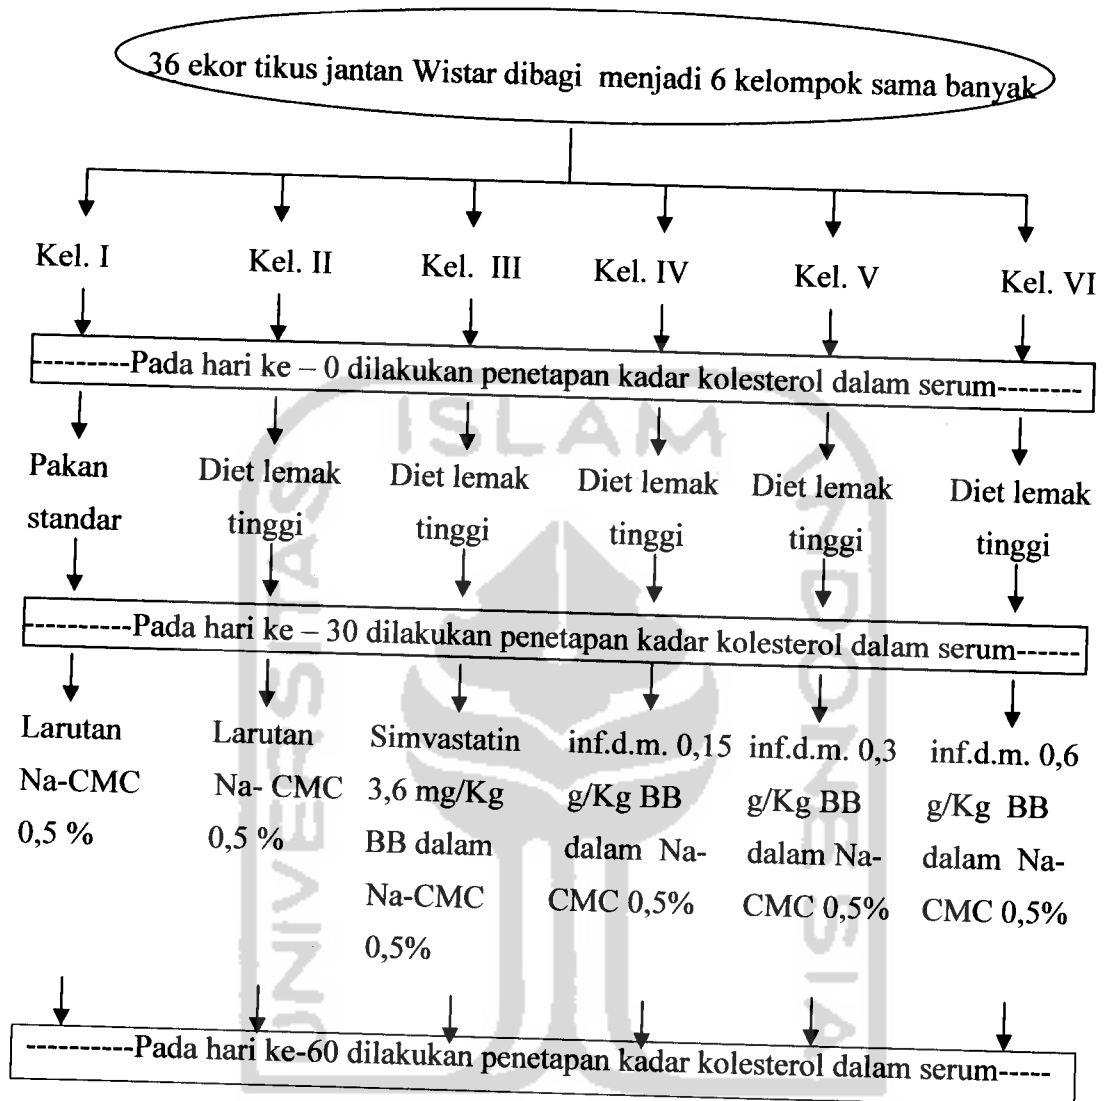 36 ekor tikus jantan Wistar dibagi menjadi 6 kelompok sama banyak
Kel. I
Kel. II
Kel. III
Kel. IV
Kel. V
Kel. VI
----------Pada hari ke – 0 dilakukan penetapan kadar kolesterol dalam serum--------
Pakan
standar
Diet lemak
tinggi
Diet lemak
tinggi
Diet lemak
tinggi
Diet lemak
tinggi
Diet lemak
tinggi
----------Pada hari ke – 30 dilakukan penetapan kadar kolesterol dalam serum------
Larutan
Na-CMC
0,5 %
Larutan
Na- CMC
0,5 %
Simvastatin
3,6 mg/Kg
BB dalam
Na-CMC
0,5%
inf.d.m. 0,15
g/Kg BB
dalam Na-
CMC 0,5%
inf.d.m. 0,3
g/Kg BB
dalam Na-
CMC 0,5%
inf.d.m. 0,6
g/Kg BB
dalam Na-
CMC 0,5%
----------Pada hari ke-60 dilakukan penetapan kadar kolesterol dalam serum-----
UNIVERSITAS
ISLAM
INDONESIA